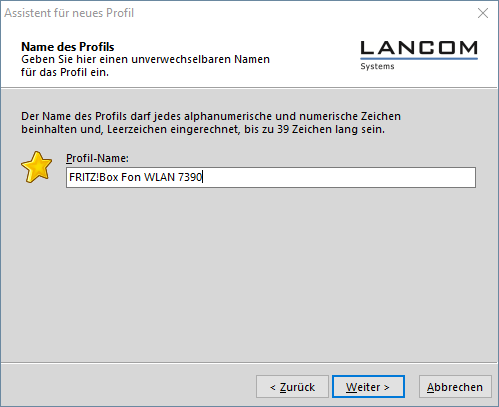 Assistent für neues Profil
Name des Profils
Geben Sie hier einen unverwechselbaren Namen
für das Profil ein.
LANCOM
Systems
Der Name des Profils darf jedes alphanumerische und numerische Zeichen
beinhalten und, Leerzeichen eingerechnet, bis zu 39 Zeichen lang sein.
Profil-Name:
FRITZ!Box Fon WLAN 7390
< Zurück
Weiter >
Abbrechen